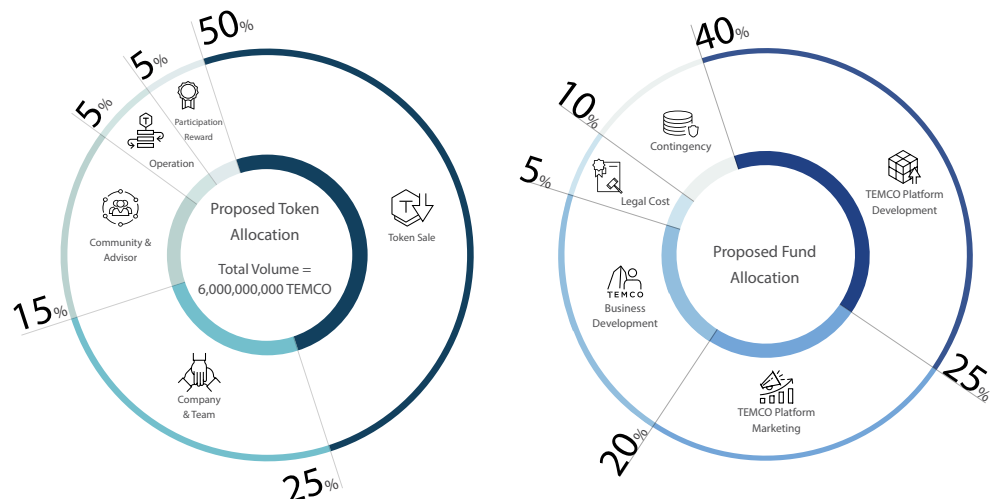 50%
5%
5%
Participation
Reward
Operation
Community &
Advisor
Token Sale
Proposed Token
Allocation
Total Volume =
6,000,000,000 TEMCO
15%
Company
& Team
25%
40%
10%
5%
Contingency
Legal Cost
TEMCO Platform
Development
Proposed Fund
Allocation
TEMCO
Business
Development
25%
TEMCO Platform
Marketing
20%